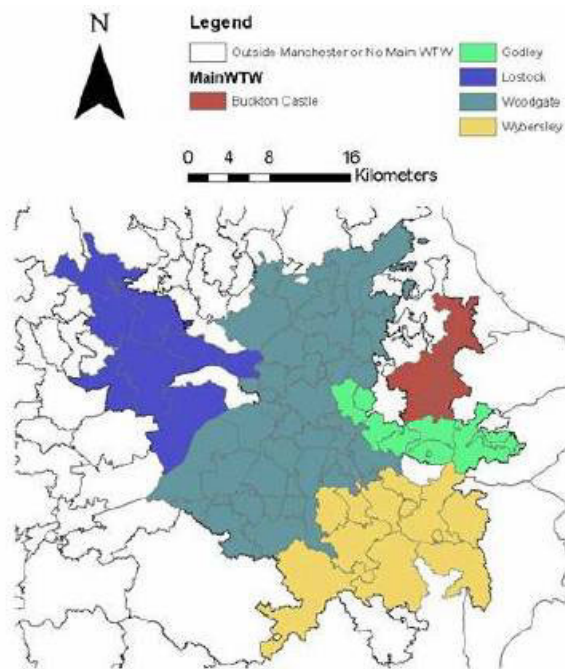 N
Legend
Outside Manchester or No Main WTW
MainWTW
Buckton Castle
Godley
Lostock
Woodgate
Wybersley
0 2 4 8 16
Kilometers